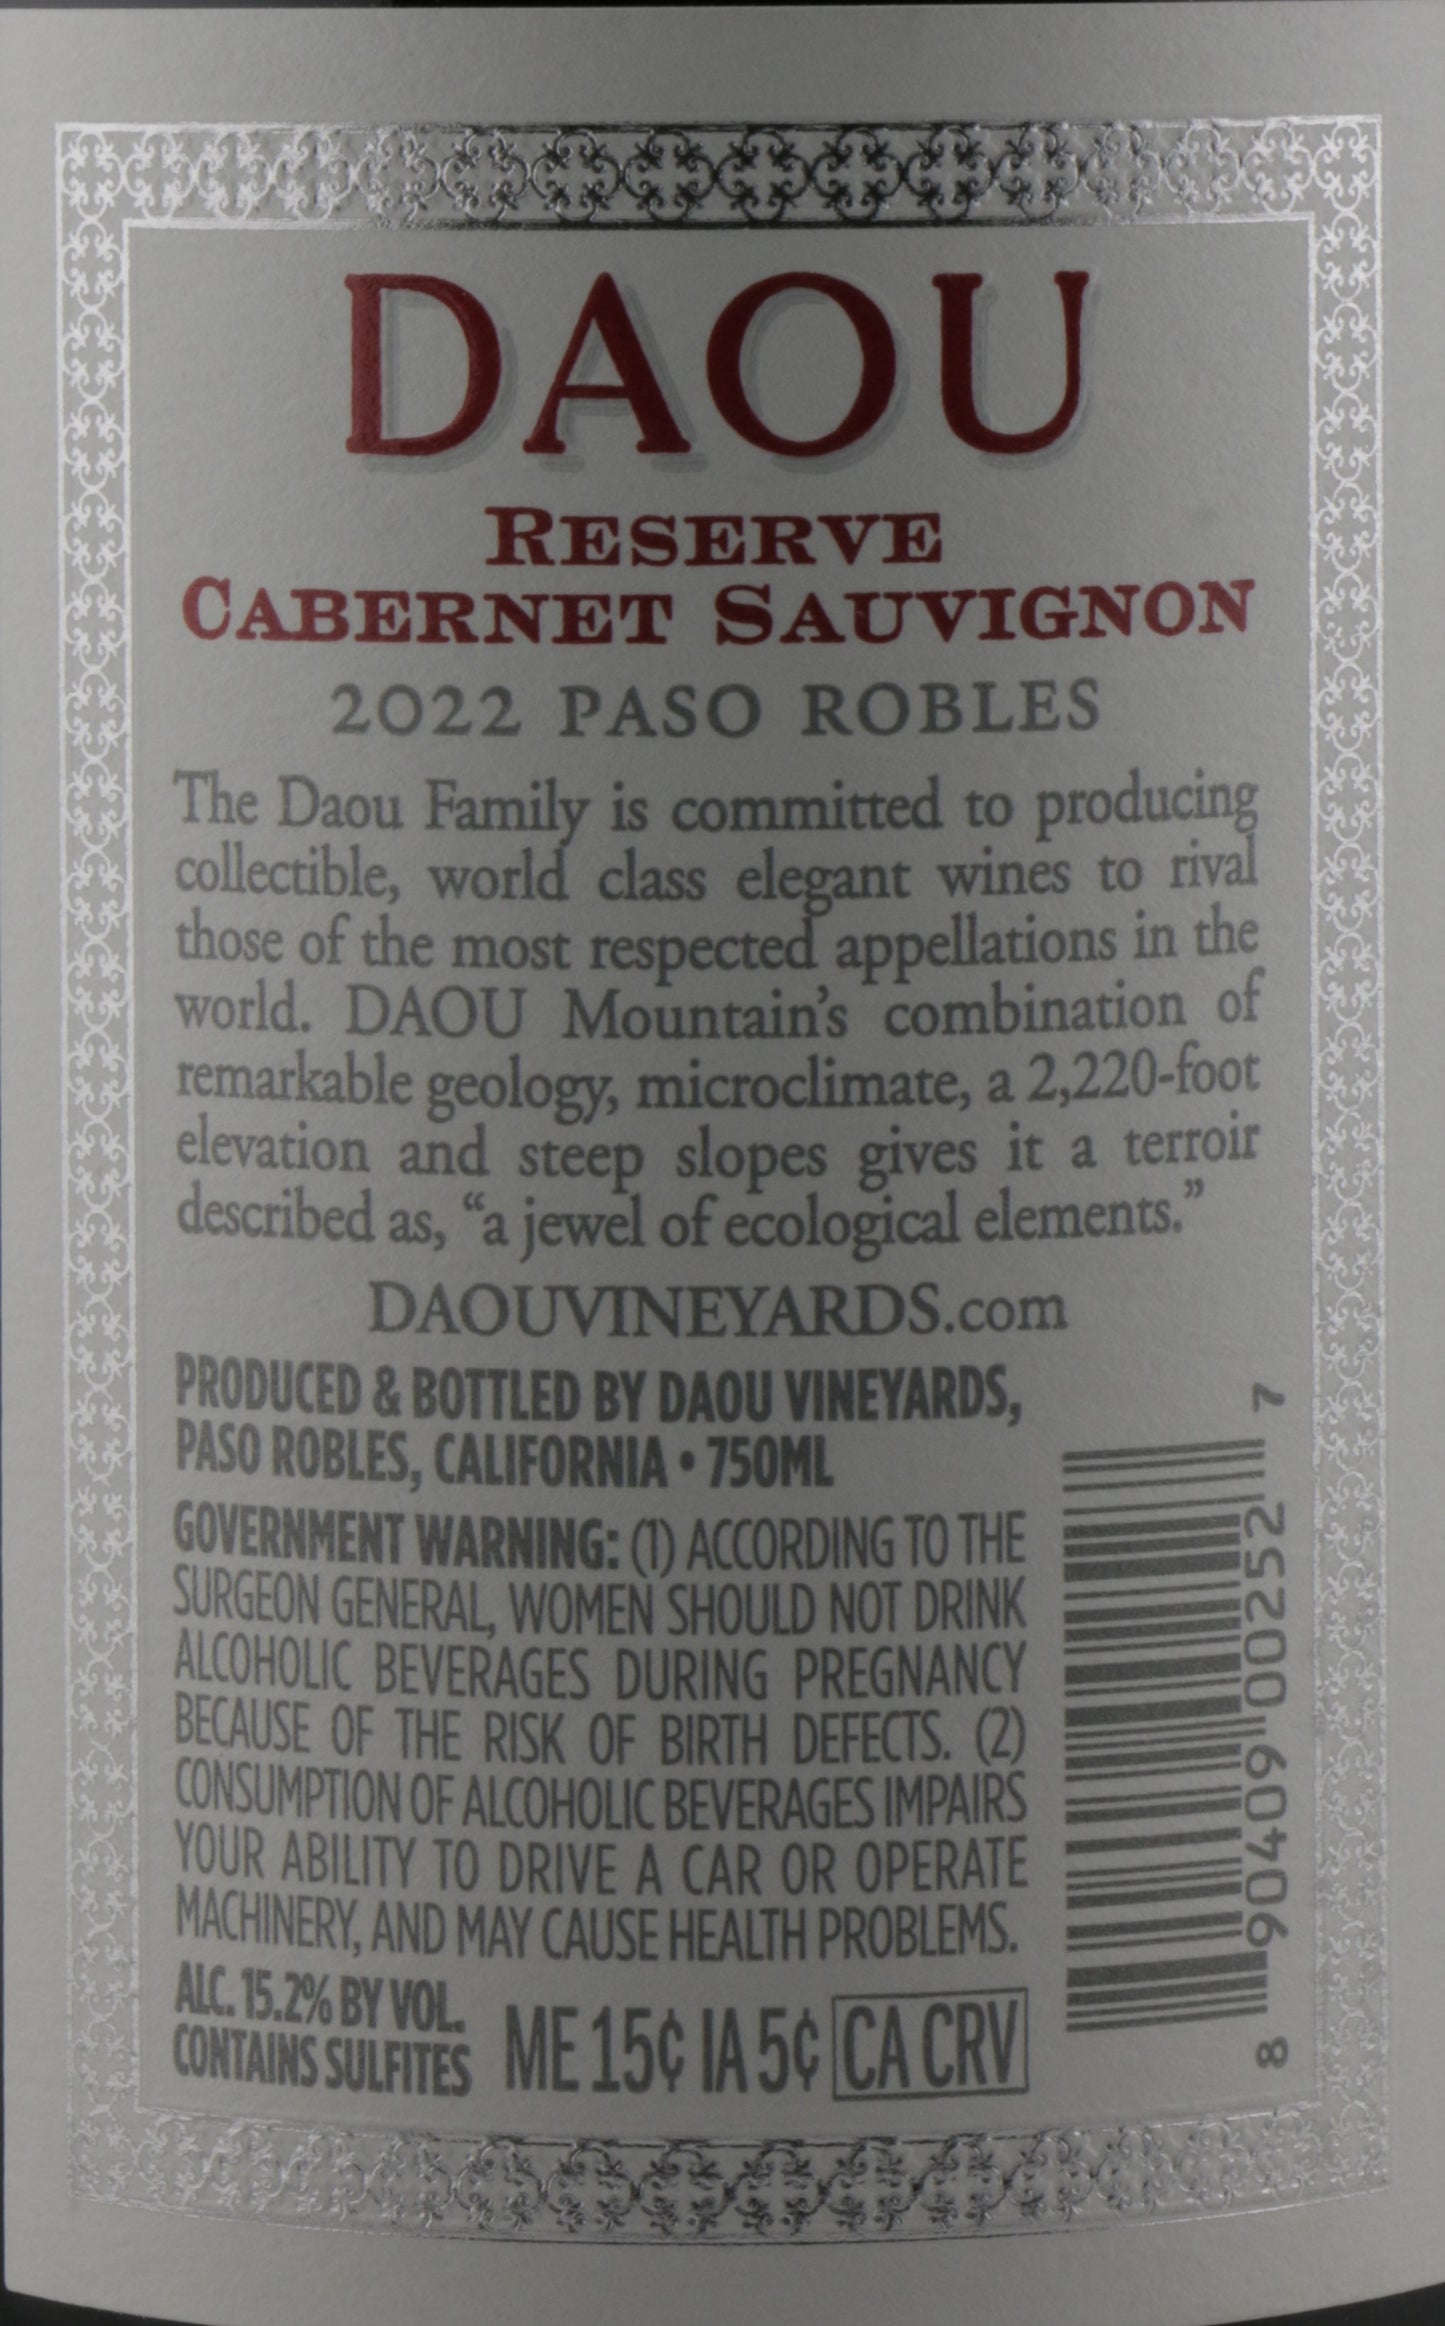 DAOU
RESERVE
CABERNET SAUVIGNON
2022 PASO ROBLES
The Daou Family is committed to producing
collectible, world class elegant wines to rival
those of the most respected appellations in the
world. DAOU Mountain's combination of
remarkable geology, microclimate, a 2,220-foot
elevation and steep slopes gives it a terroir
described as, “a jewel of ecological elements.”
DAOUVINEYARDS.com
PRODUCED & BOTTLED BY DAOU VINEYARDS,
PASO ROBLES, CALIFORNIA • 750ML
GOVERNMENT WARNING: (1) ACCORDING TO THE
SURGEON GENERAL, WOMEN SHOULD NOT DRINK
ALCOHOLIC BEVERAGES DURING PREGNANCY
BECAUSE OF THE RISK OF BIRTH DEFECTS. (2)
CONSUMPTION OF ALCOHOLIC BEVERAGES IMPAIRS
YOUR ABILITY TO DRIVE A CAR OR OPERATE
MACHINERY, AND MAY CAUSE HEALTH PROBLEMS.
ALC. 15.2% BY VOL.
CONTAINS SULFITES
ME 15¢ IA 5¢ CA CRV
8 90409 00252 7